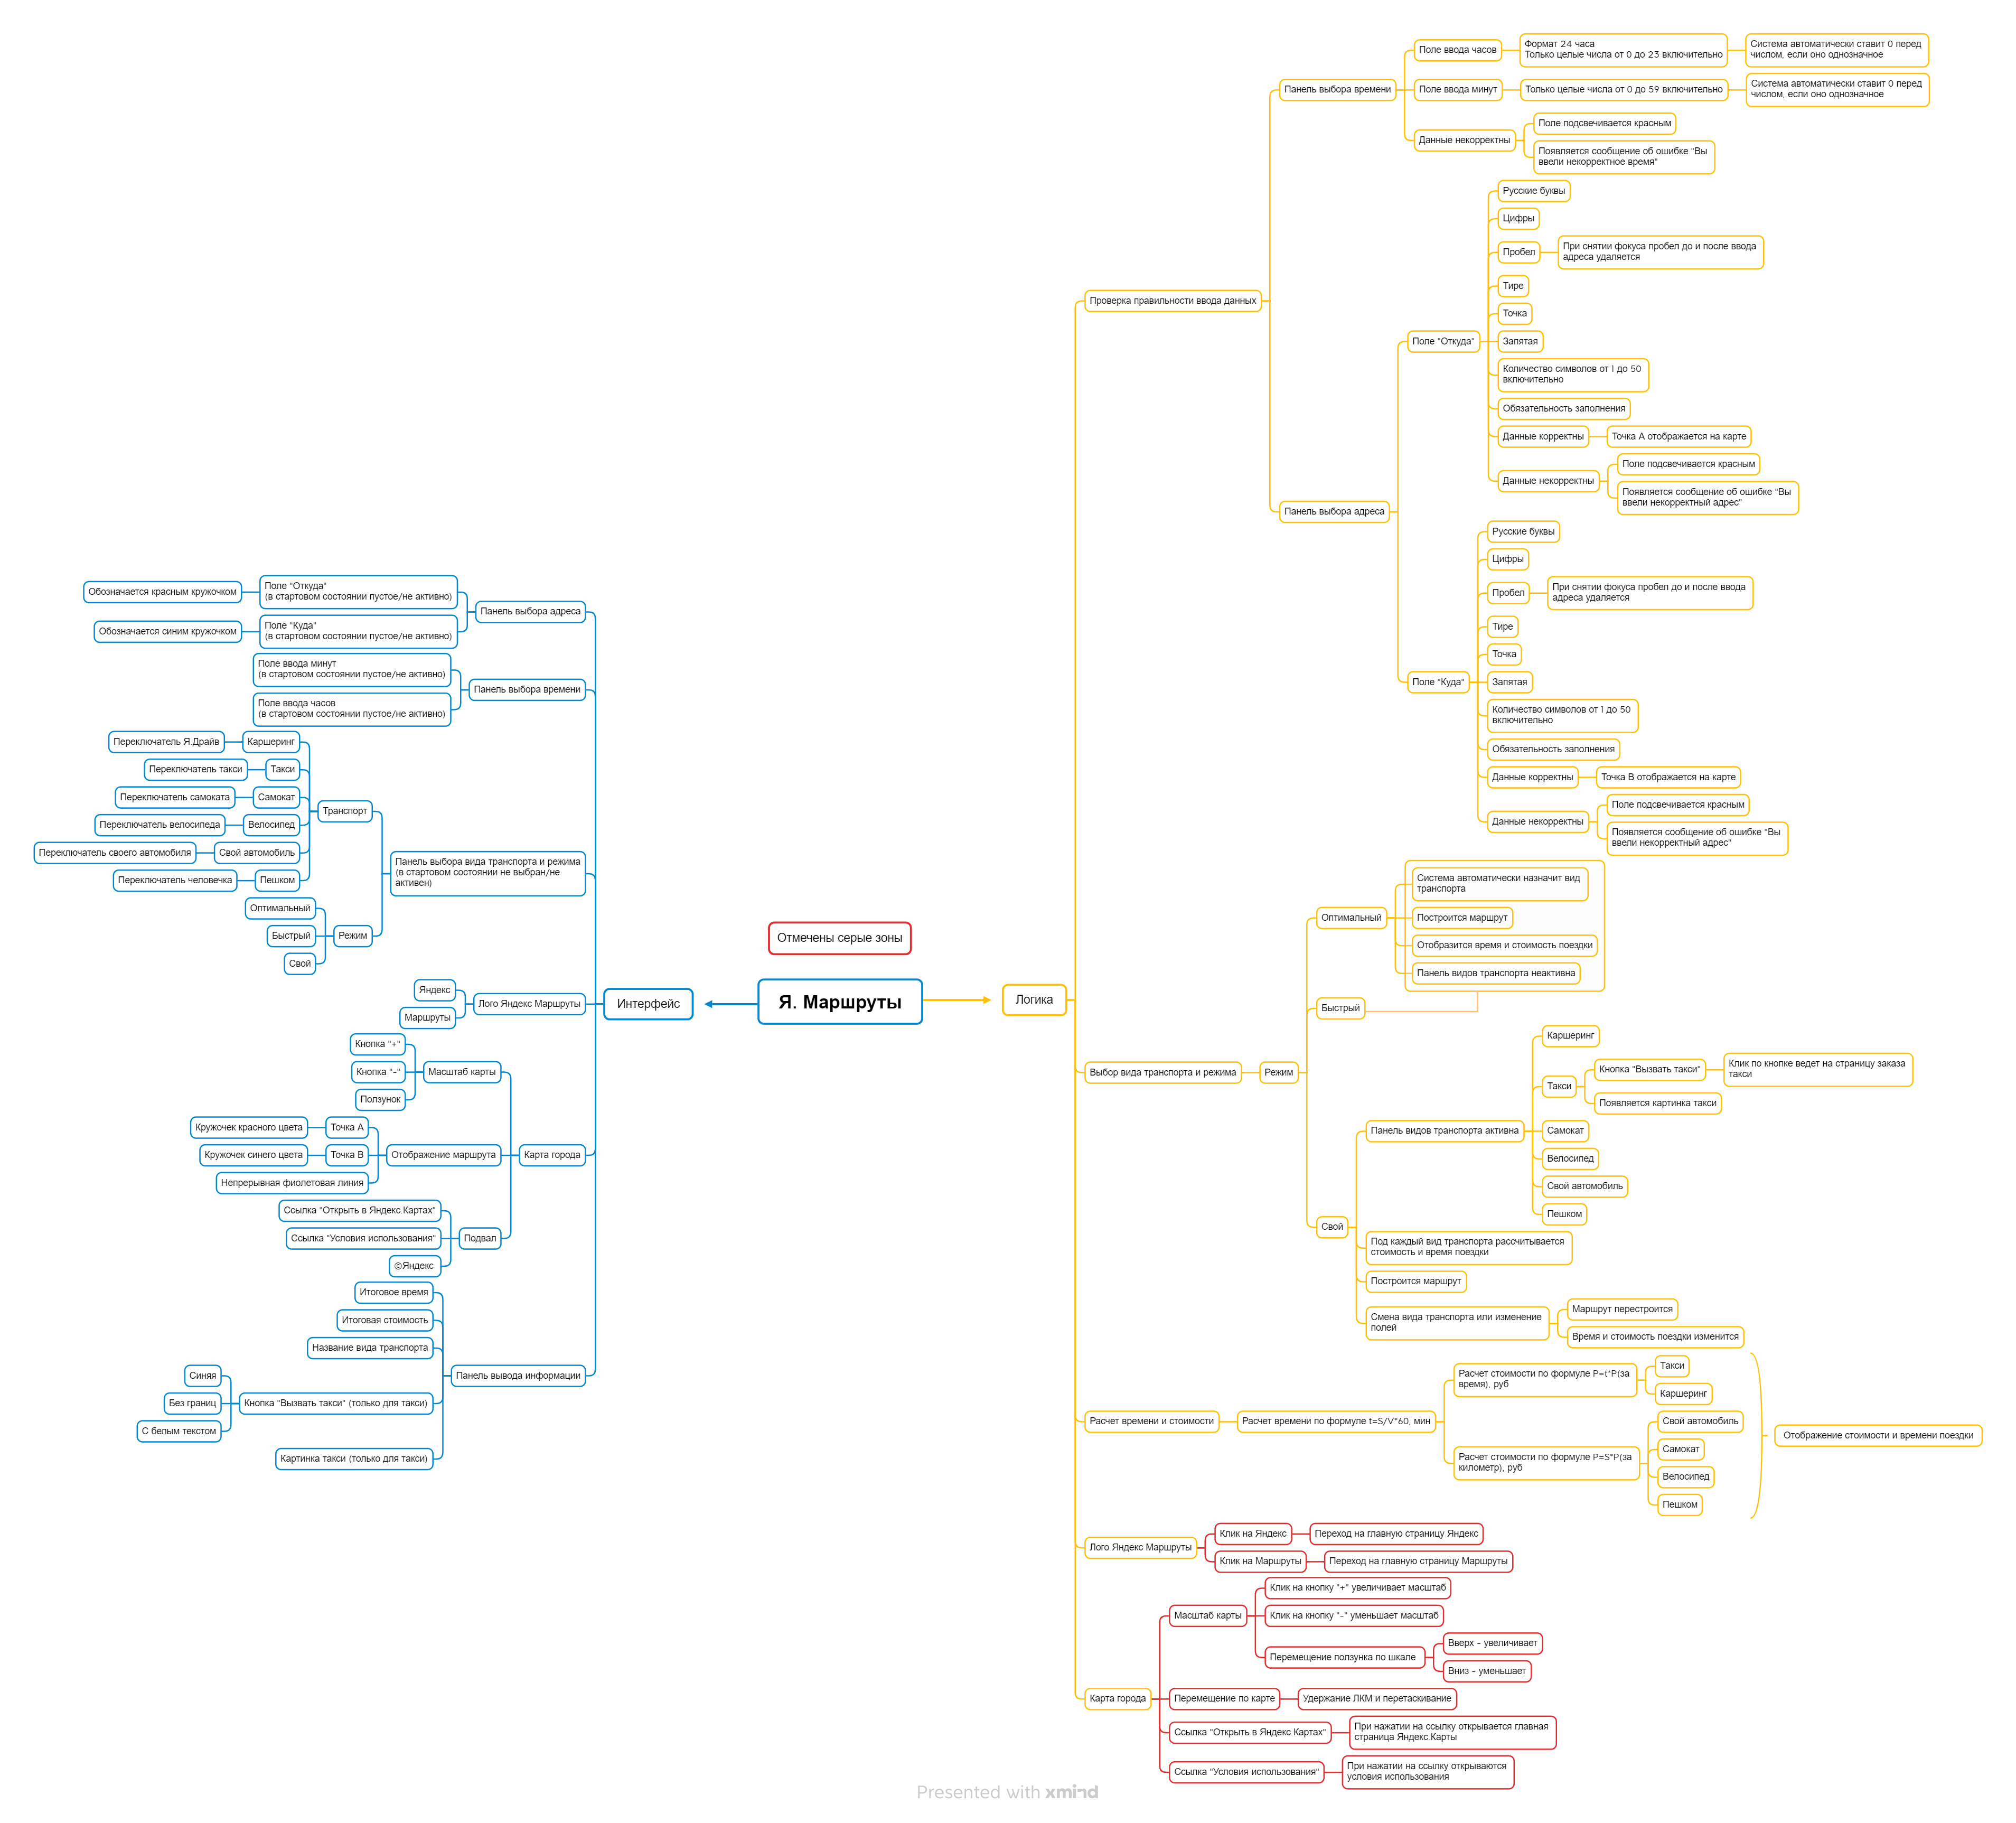 Отмечены серые зоны
Я. Маршруты
Интерфейс
Панель выбора адреса
Поле "Откуда"
(в стартовом состоянии пустое/не активно)
Обозначается красным кружочком
Поле "Куда"
(в стартовом состоянии пустое/не активно)
Обозначается синим кружочком
Панель выбора времени
Поле ввода минут
(в стартовом состоянии пустое/не активно)
Поле ввода часов
(в стартовом состоянии пустое/не активно)
Панель выбора вида транспорта и режима
(в стартовом состоянии не выбран/не
активен)
Транспорт
Каршеринг
Переключатель Я.Драйв
Такси
Переключатель такси
Самокат
Переключатель самоката
Велосипед
Переключатель велосипеда
Свой автомобиль
Переключатель своего автомобиля
Пешком
Переключатель человечка
Режим
Оптимальный
Быстрый
Свой
Лого Яндекс Маршруты
Яндекс
Маршруты
Карта города
Масштаб карты
Кнопка "+"
Кнопка "-"
Ползунок
Отображение маршрута
Точка А
Кружочек красного цвета
Точка В
Кружочек синего цвета
Непрерывная фиолетовая линия
Подвал
Ссылка "Открыть в Яндекс.Картах"
Ссылка "Условия использования"
©Яндекс
Панель вывода информации
Итоговое время
Итоговая стоимость
Название вида транспорта
Кнопка "Вызвать такси" (только для такси)
Синяя
Без границ
С белым текстом
Картинка такси (только для такси)
Логика
Проверка правильности ввода данных
Панель выбора времени
Поле ввода часов
Формат 24 часа
Только целые числа от 0 до 23 включительно
Система автоматически ставит 0 перед
числом, если оно однозначное
Поле ввода минут
Только целые числа от 0 до 59 включительно
Система автоматически ставит 0 перед
числом, если оно однозначное
Данные некорректны
Поле подсвечивается красным
Появляется сообщение об ошибке "Вы
ввели некорректное время"
Панель выбора адреса
Поле "Откуда"
Русские буквы
Цифры
Пробел
При снятии фокуса пробел до и после ввода
адреса удаляется
Тире
Точка
Запятая
Количество символов от 1 до 50
включительно
Обязательность заполнения
Данные корректны
Точка А отображается на карте
Данные некорректны
Поле подсвечивается красным
Появляется сообщение об ошибке "Вы
ввели некорректный адрес"
Поле "Куда"
Русские буквы
Цифры
Пробел
При снятии фокуса пробел до и после ввода
адреса удаляется
Тире
Точка
Запятая
Количество символов от 1 до 50
включительно
Обязательность заполнения
Данные корректны
Точка В отображается на карте
Данные некорректны
Поле подсвечивается красным
Появляется сообщение об ошибке "Вы
ввели некорректный адрес"
Выбор вида транспорта и режима
Режим
Оптимальный
Система автоматически назначит вид
транспорта
Построится маршрут
Отобразится время и стоимость поездки
Панель видов транспорта неактивна
Быстрый
Свой
Панель видов транспорта активна
Каршеринг
Такси
Кнопка "Вызвать такси"
Клик по кнопке ведет на страницу заказа
такси
Появляется картинка такси
Самокат
Велосипед
Свой автомобиль
Пешком
Под каждый вид транспорта рассчитывается
стоимость и время поездки
Построится маршрут
Смена вида транспорта или изменение
полей
Маршрут перестроится
Время и стоимость поездки изменится
Расчет времени и стоимости
Расчет времени по формуле t=S/V*60, мин
Расчет стоимости по формуле P=t*P(за
время), руб
Такси
Каршеринг
Расчет стоимости по формуле P=S*P(за
километр), руб
Свой автомобиль
Самокат
Велосипед
Пешком
Отображение стоимости и времени поездки
Лого Яндекс Маршруты
Клик на Яндекс
Переход на главную страницу Яндекс
Клик на Маршруты
Переход на главную страницу Маршруты
Карта города
Масштаб карты
Клик на кнопку "+" увеличивает масштаб
Клик на кнопку "-" уменьшает масштаб
Перемещение ползунка по шкале
Вверх - увеличивает
Вниз - уменьшает
Перемещение по карте
Удержание ЛКМ и перетаскивание
Ссылка "Открыть в Яндекс.Картах"
При нажатии на ссылку открывается главная
страница Яндекс.Карты
Ссылка "Условия использования"
При нажатии на ссылку открываются
условия использования
Presented with xmind